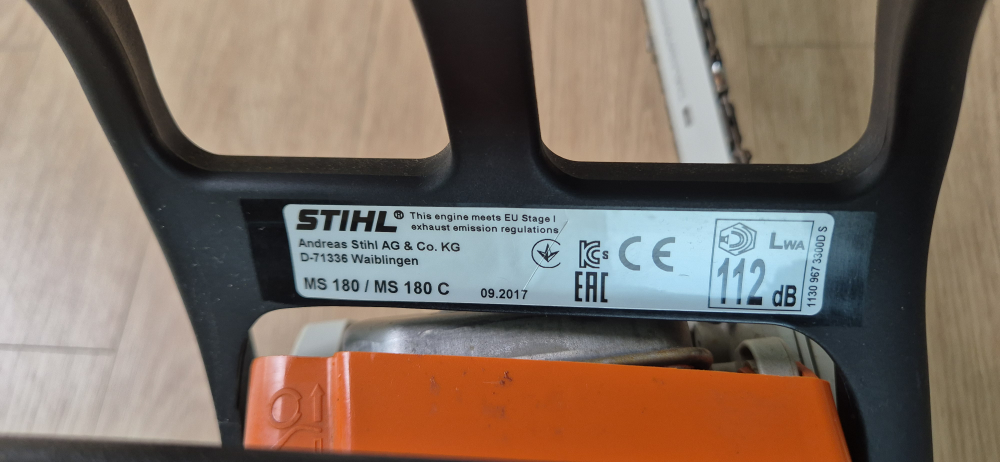 STIHL® This engine meets EU Stage I
exhaust emission regulations
Andreas Stihl AG & Co. KG
D-71336 Waiblingen
MS 180 / MS 180 C 09.2017
KCs CE
EAC
LWA
112 dB
1130 967 3300D S